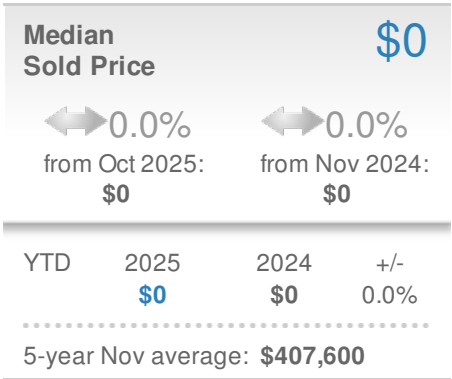 Median
Sold Price
$0
0.0% 0.0%
from Oct 2025: from Nov 2024:
$0 $0
YTD 2025 2024 +/-
$0 $0 0.0%
5-year Nov average: $407,600